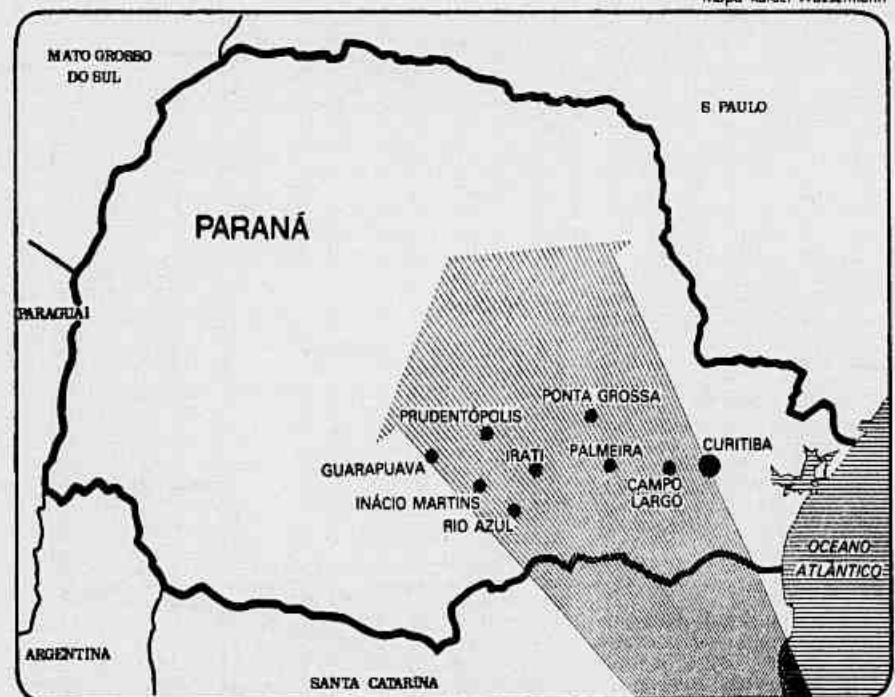 MATO GROSSO
DO SUL
S PAULO
PARANÁ
PARAGUAI
PONTA GROSSA
PRUDENTÓPOLIS
GUARAPUAVA
IRATI
PALMEIRA
CURITIBA
INÁCIO MARTINS
CAMPO
LARGO
RIO AZUL
OCEANO
ATLÂNTICO
ARGENTINA
SANTA CATARINA